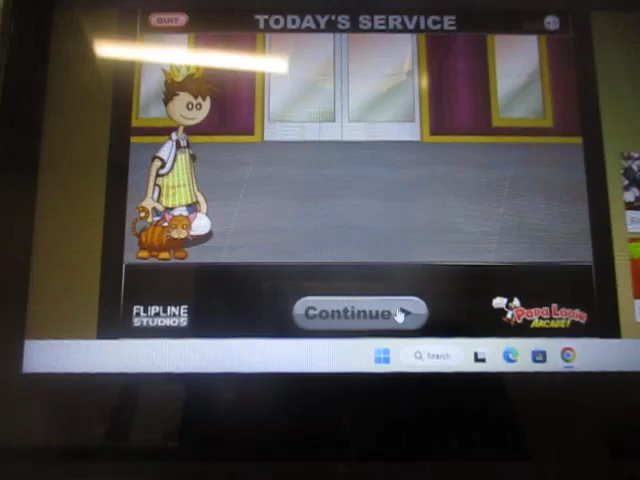 QUIT
TODAY'S SERVICE
FLIPLINE
STUDIOS
Continue
Papa Louie
ARCADE!
Search